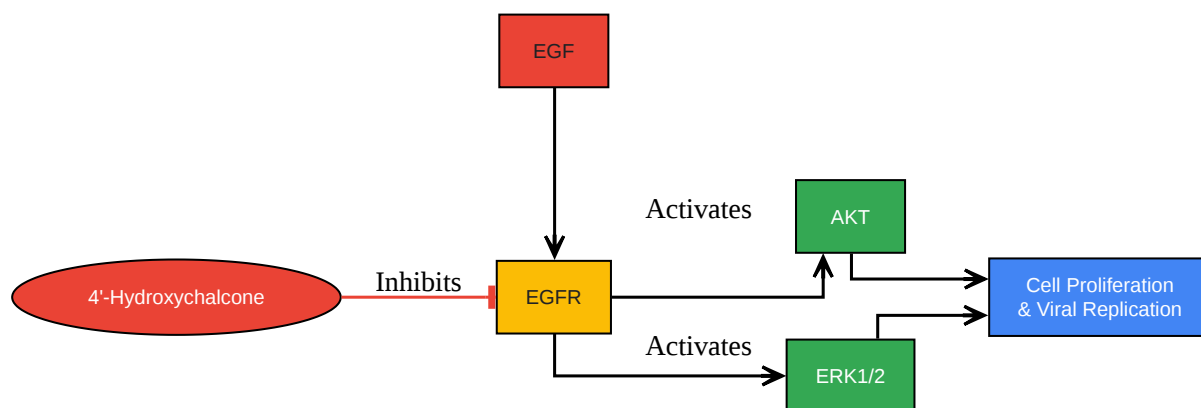 EGF
Activates
AKT
4'-Hydroxychalcone
Inhibits
EGFR
Cell Proliferation
& Viral Replication
Activates
ERK1/2